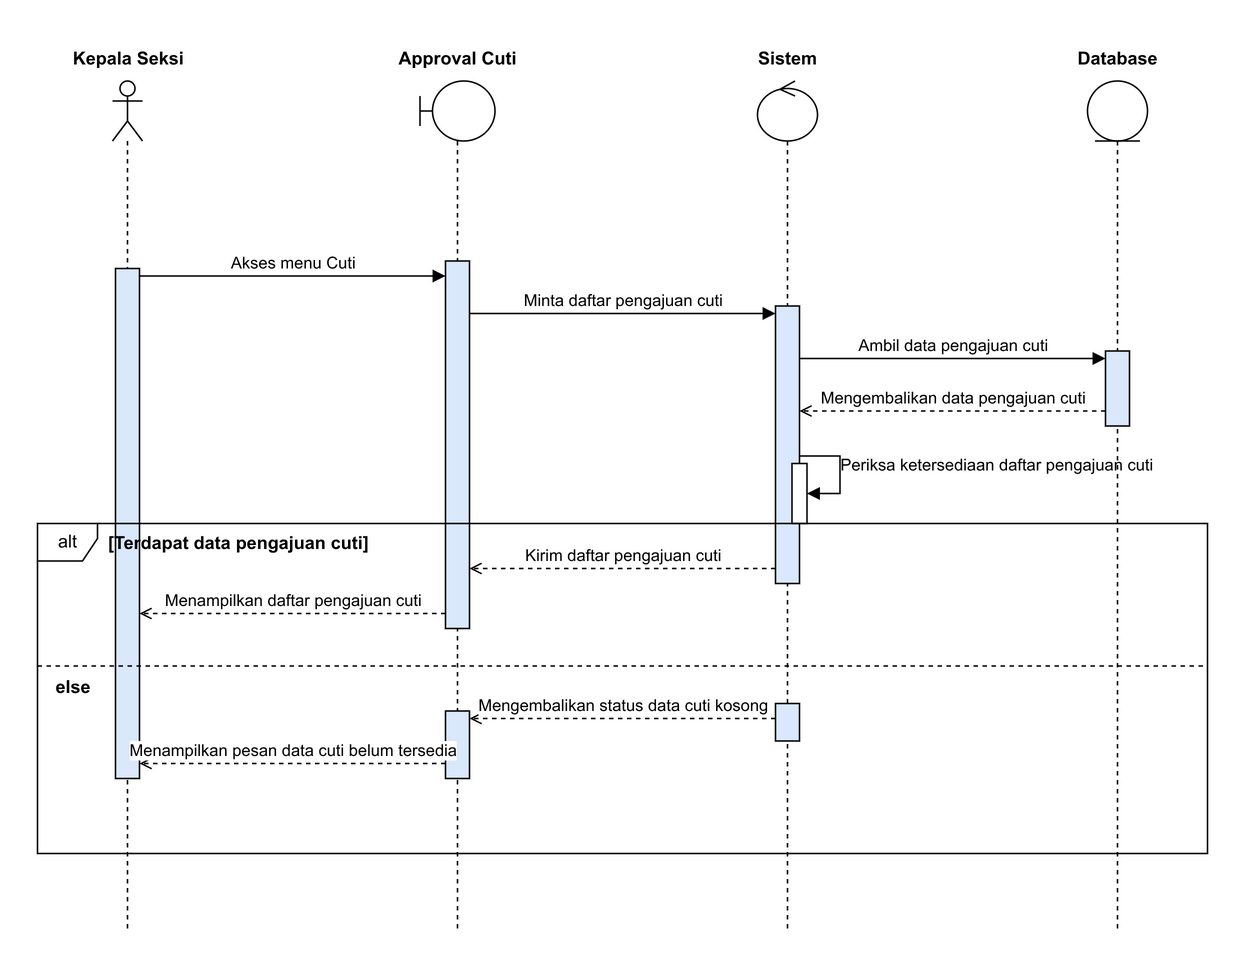 Kepala Seksi
Approval Cuti
Sistem
Database
Akses menu Cuti
Minta daftar pengajuan cuti
Ambil data pengajuan cuti
Mengembalikan data pengajuan cuti
Periksa ketersediaan daftar pengajuan cuti
alt
[Terdapat data pengajuan cuti]
Kirim daftar pengajuan cuti
Menampilkan daftar pengajuan cuti
else
Mengembalikan status data cuti kosong
Menampilkan pesan data cuti belum tersedia